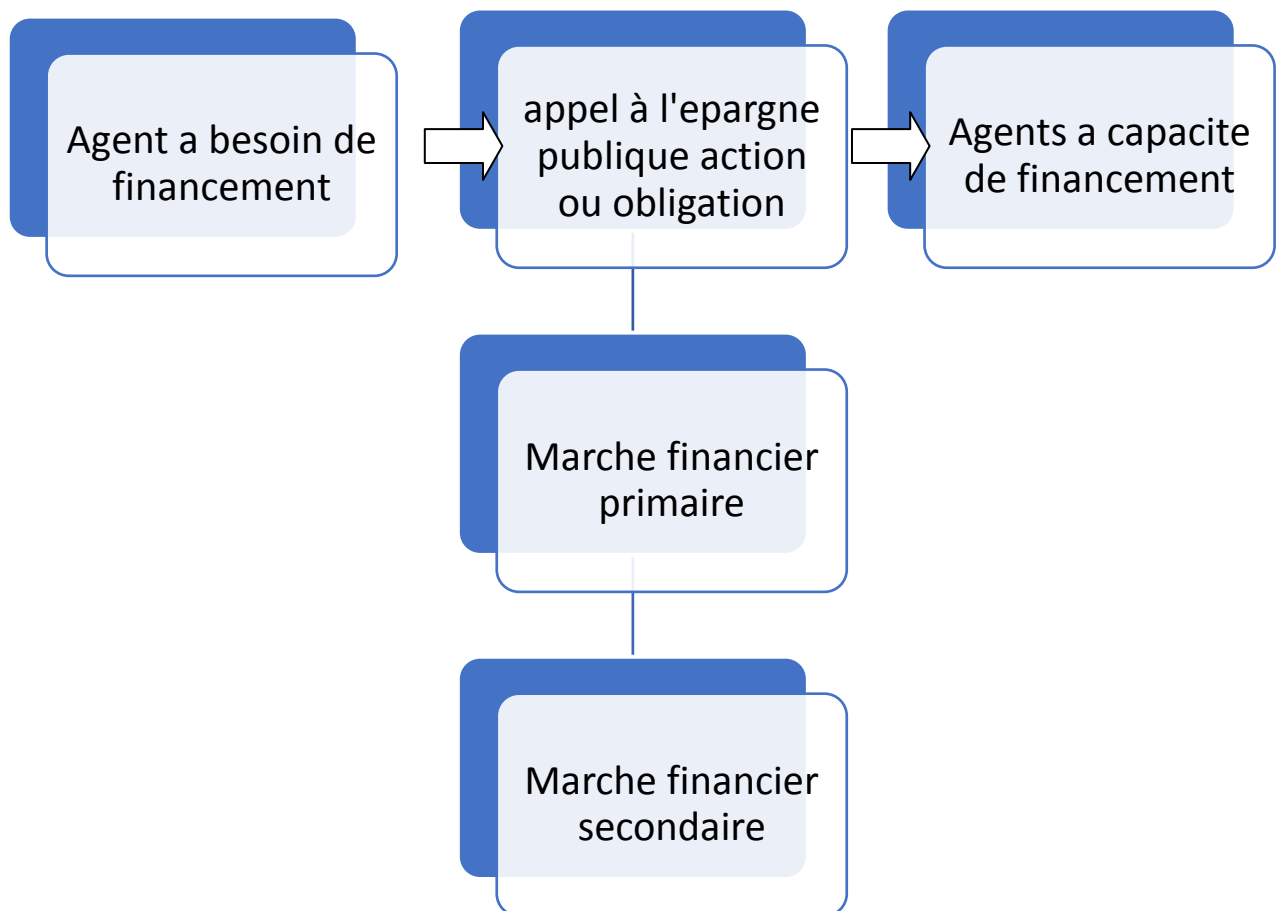 Agent a besoin de
financement
appel à l'epargne
publique action
ou obligation
Agents a capacite
de financement
Marche financier
primaire
Marche financier
secondaire